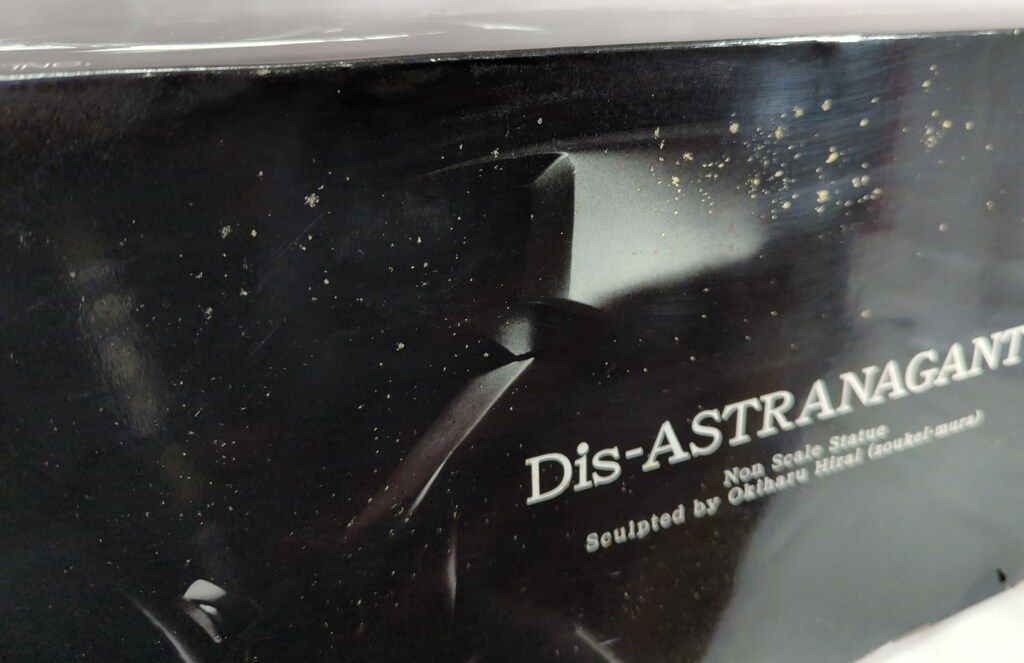 Dis-ASTRANAGANT
Non Scale Statue
Sculpted by Okiharu Hirai (zoukei-mura)